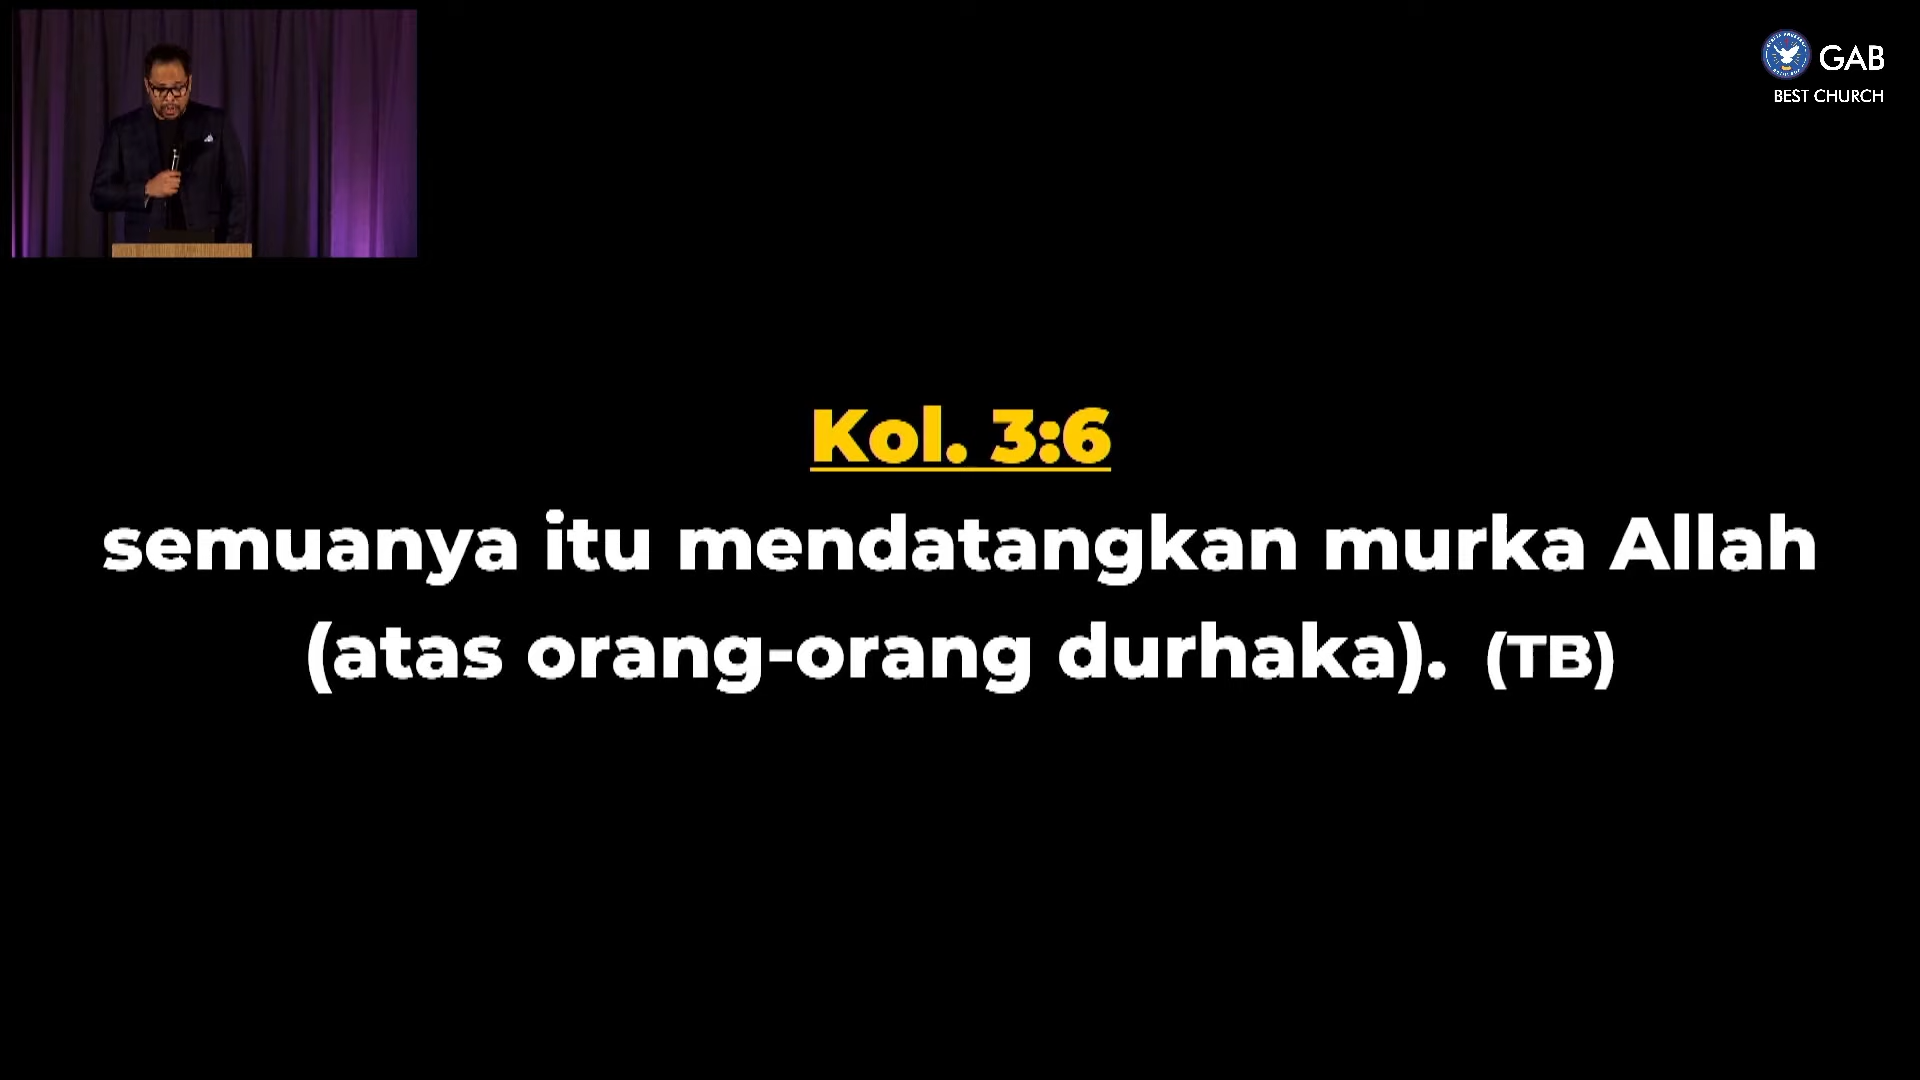 GAB
BEST CHURCH
Kol. 3:6
semuanya itu mendatangkan murka Allah
(atas orang-orang durhaka). (TB)